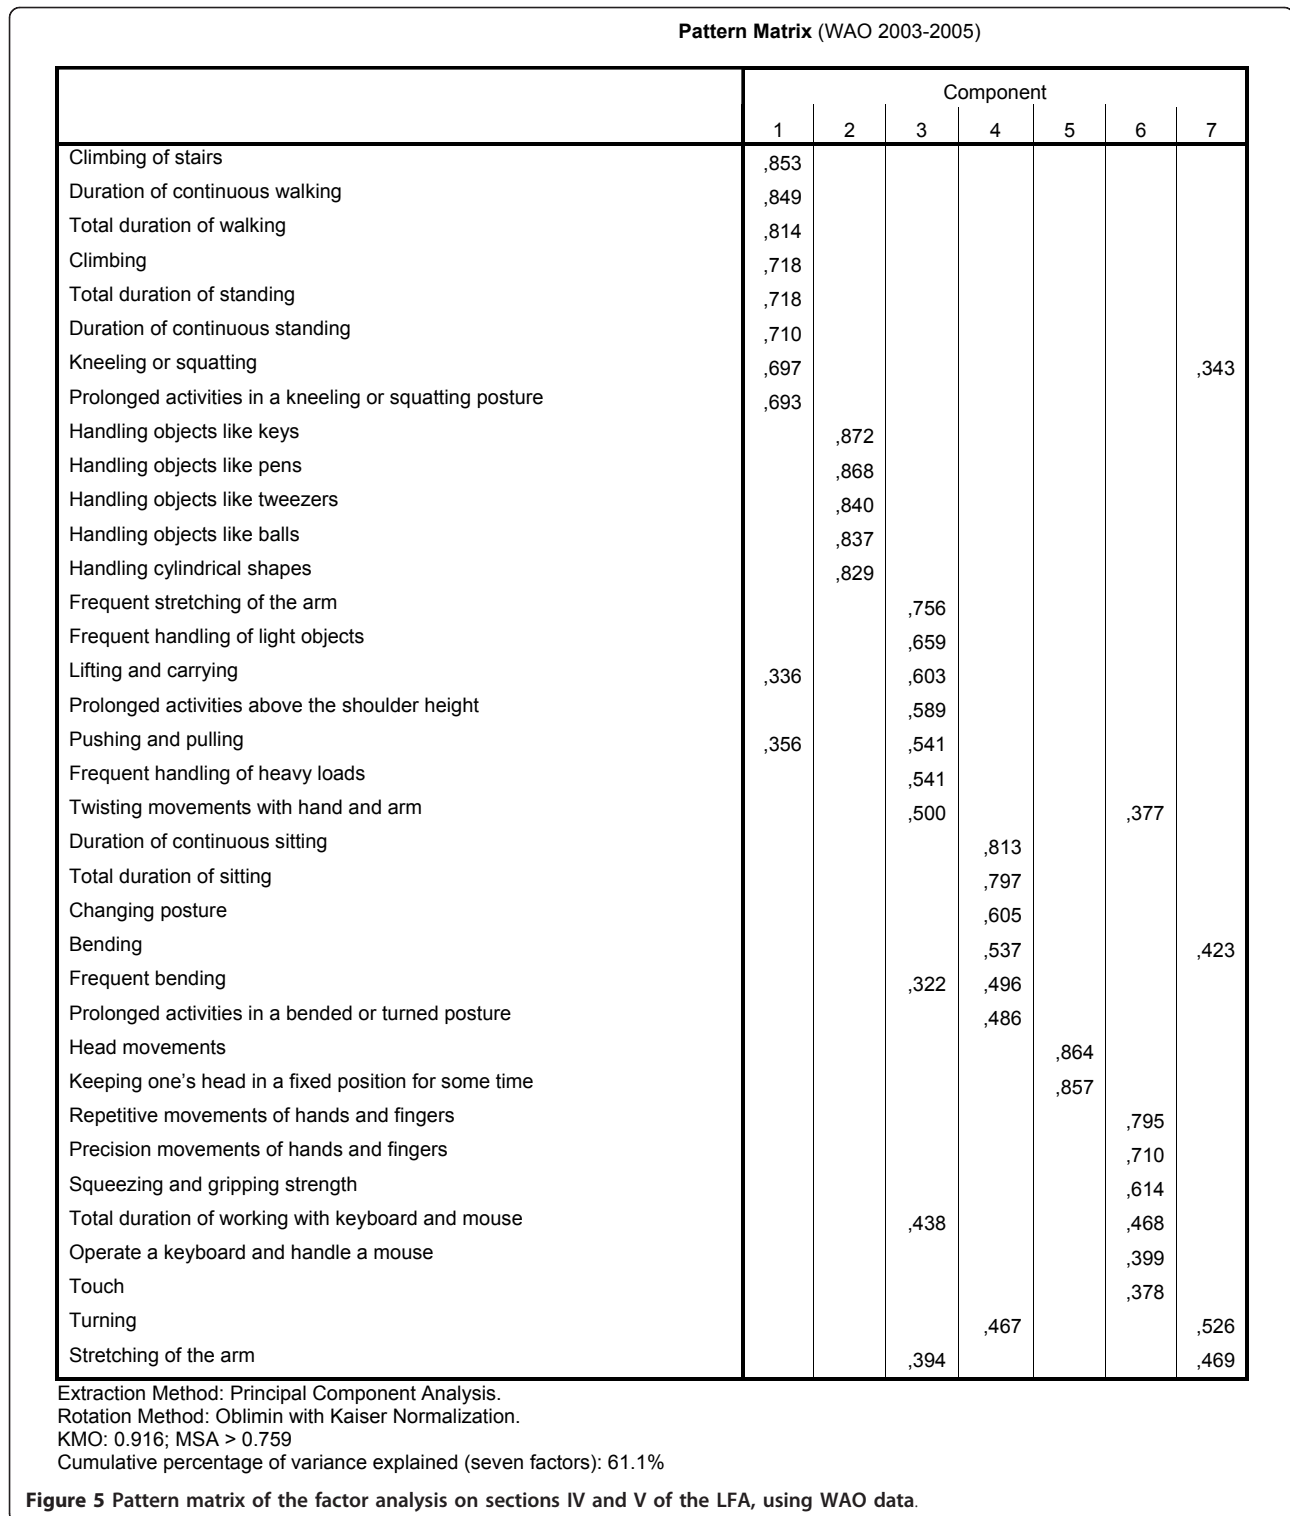 Pattern Matrix (WAO 2003-2005)
Component
1 2 3 4 5 6 7
Climbing of stairs ,853
Duration of continuous walking ,849
Total duration of walking ,814
Climbing ,718
Total duration of standing ,718
Duration of continuous standing ,710
Kneeling or squatting ,697 ,343
Prolonged activities in a kneeling or squatting posture ,693
Handling objects like keys ,872
Handling objects like pens ,868
Handling objects like tweezers ,840
Handling objects like balls ,837
Handling cylindrical shapes ,829
Frequent stretching of the arm ,756
Frequent handling of light objects ,659
Lifting and carrying ,336 ,603
Prolonged activities above the shoulder height ,589
Pushing and pulling ,356 ,541
Frequent handling of heavy loads ,541
Twisting movements with hand and arm ,500 ,377
Duration of continuous sitting ,813
Total duration of sitting ,797
Changing posture ,605
Bending ,537 ,423
Frequent bending ,322 ,496
Prolonged activities in a bended or turned posture ,486
Head movements ,864
Keeping one's head in a fixed position for some time ,857
Repetitive movements of hands and fingers ,795
Precision movements of hands and fingers ,710
Squeezing and gripping strength ,614
Total duration of working with keyboard and mouse ,438 ,468
Operate a keyboard and handle a mouse ,399
Touch ,378
Turning ,467 ,526
Stretching of the arm ,394 ,469
Extraction Method: Principal Component Analysis.
Rotation Method: Oblimin with Kaiser Normalization.
KMO: 0.916; MSA > 0.759
Cumulative percentage of variance explained (seven factors): 61.1%
Figure 5 Pattern matrix of the factor analysis on sections IV and V of the LFA, using WAO data.